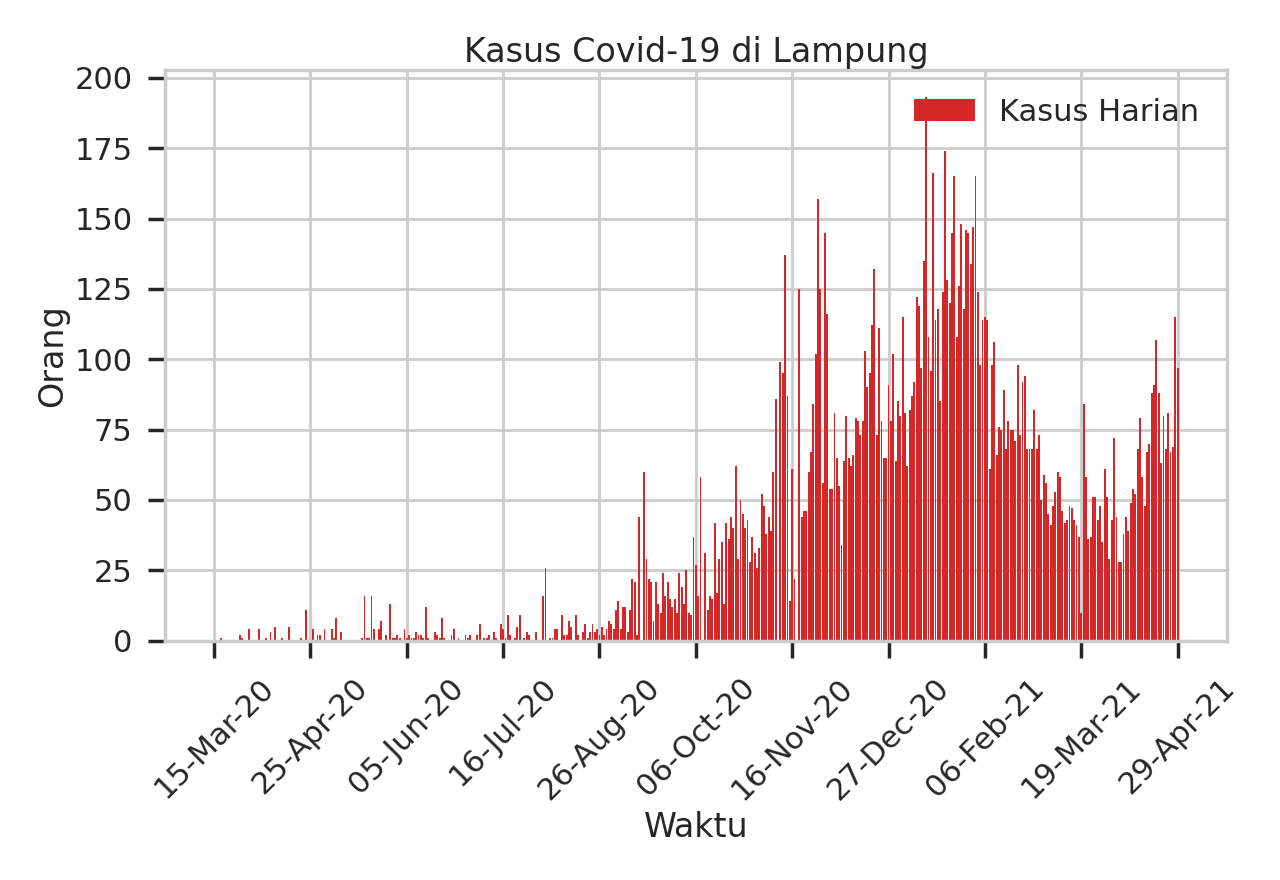 Kasus Covid-19 di Lampung
Kasus Harian
Orang
200
175
150
125
100
75
50
25
0
15-Mar-20
25-Apr-20
05-Jun-20
16-Jul-20
26-Aug-20
06-Oct-20
16-Nov-20
27-Dec-20
06-Feb-21
19-Mar-21
29-Apr-21
Waktu